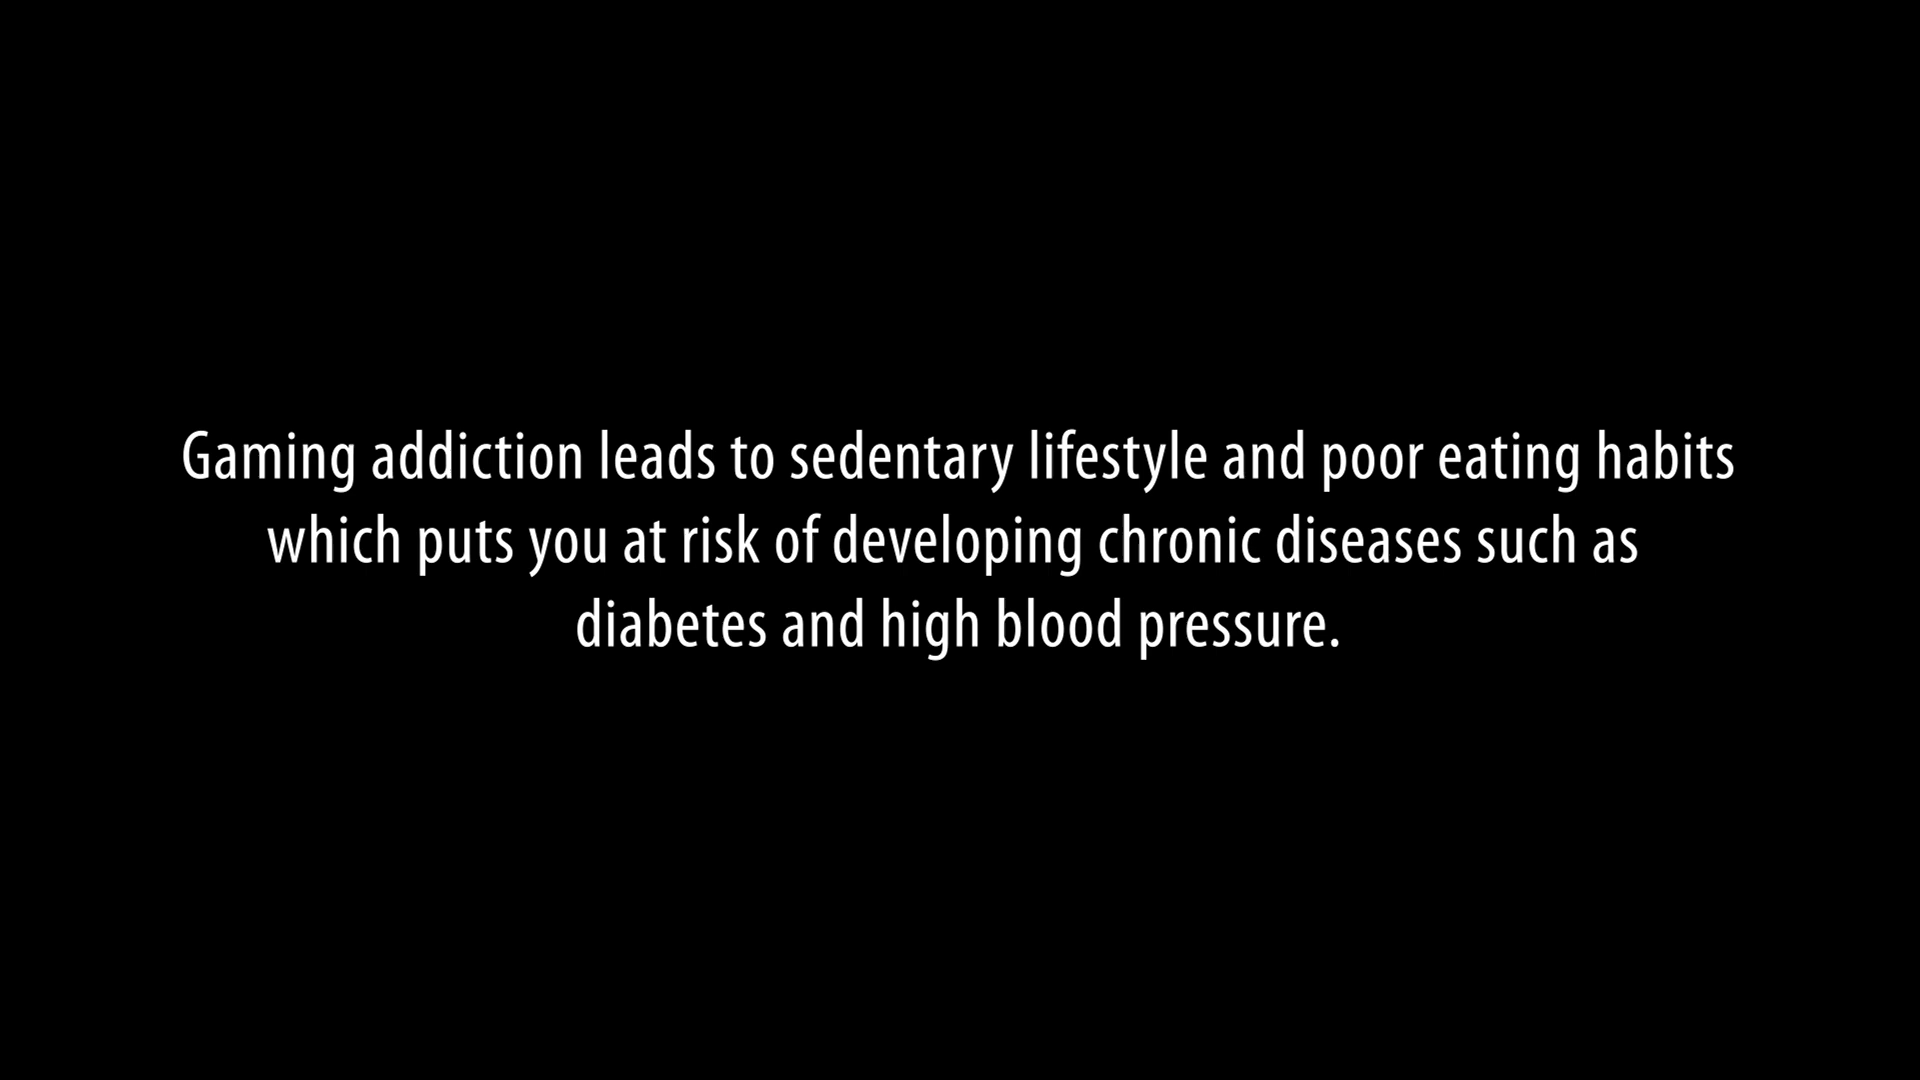 Gaming addiction leads to sedentary lifestyle and poor eating habits
which puts you at risk of developing chronic diseases such as
diabetes and high blood pressure.